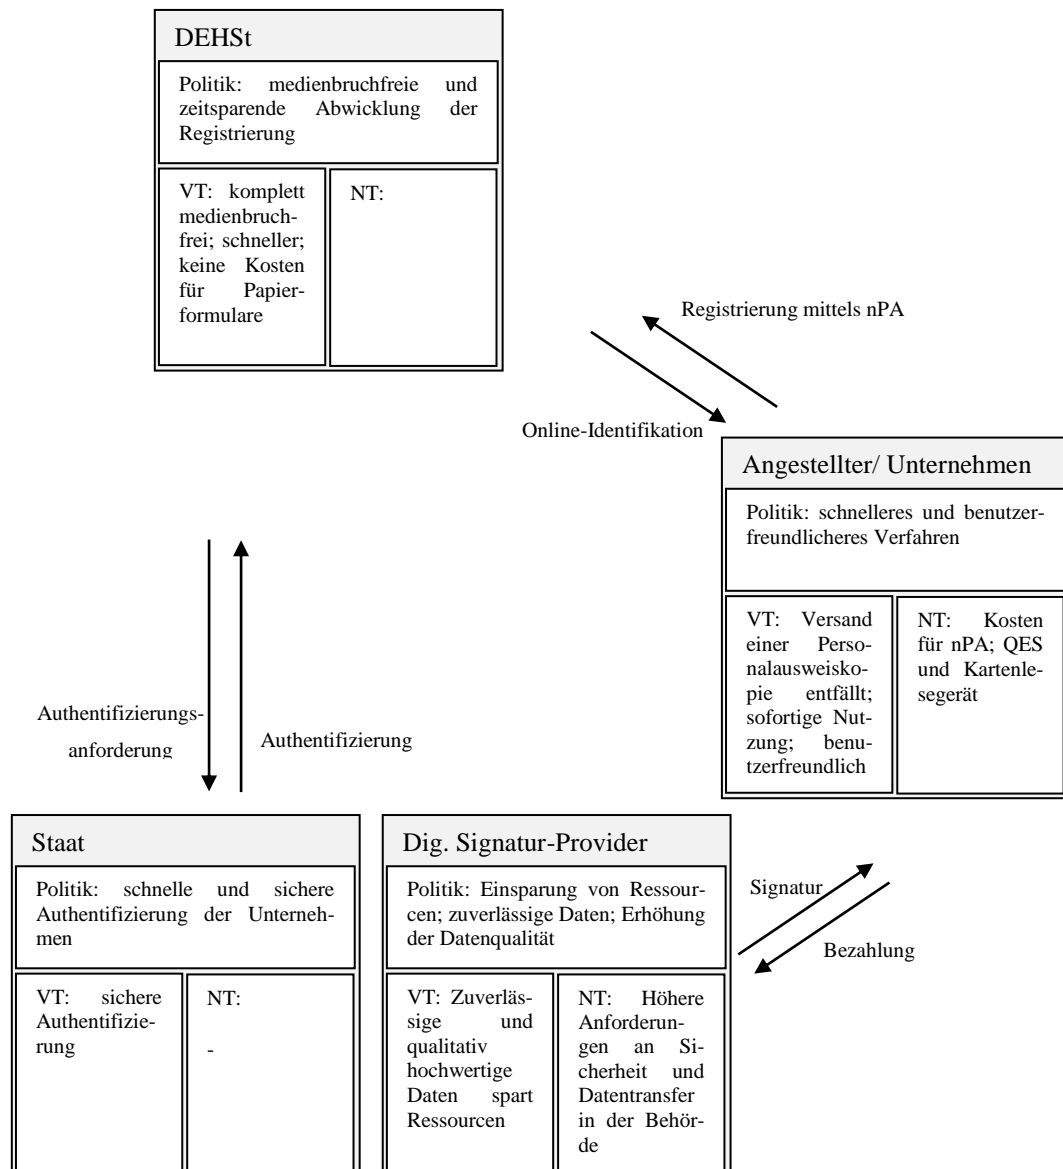 DEHSt
Politik: medienbruchfreie und
zeitsparende Abwicklung der
Registrierung
VT: komplett
medienbruch-
frei; schneller;
keine Kosten
für Papier-
formulare
NT:
Registrierung mittels nPA
Online-Identifikation
Angestellter/ Unternehmen
Politik: schnelleres und benutzer-
freundlicheres Verfahren
VT: Versand
einer Perso-
nalausweisko-
pie entfällt;
sofortige Nut-
zung; benu-
tzerfreundlich
NT: Kosten
für nPA; QES
und Kartenle-
segerät
Authentifizierungs-
anforderung
Authentifizierung
Staat
Politik: schnelle und sichere
Authentifizierung der Unterneh-
men
VT: sichere
Authentifizie-
rung
NT:
-
Dig. Signatur-Provider
Politik: Einsparung von Ressour-
cen; zuverlässige Daten; Erhöhung
der Datenqualität
VT: Zuverläs-
sige und
qualitativ
hochwertige
Daten spart
Ressourcen
NT: Höhere
Anforderun-
gen an Si-
cherheit und
Datentransfer
in der Behör-
de
Signatur
Bezahlung